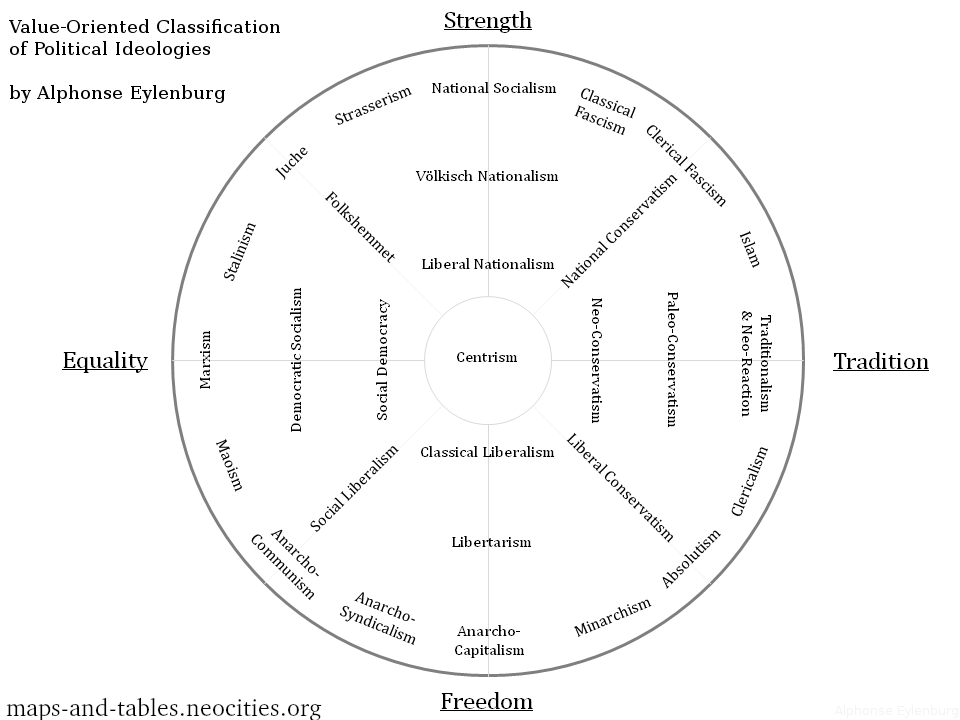 Value-Oriented Classification
of Political Ideologies
by Alphonse Eylenburg
Strength
National Socialism
Strasserism
Classical
Fascism
Clerical Fascism
Juche
Völkisch Nationalism
Folkshemmet
National Conservatism
Stalinism
Islam
Liberal Nationalism
Equality
Marxism
Democratic Socialism
Social Democracy
Centrism
Neo-Conservatism
Paleo-Conservatism
Traditionalism
& Neo-Reaction
Tradition
Maoism
Social Liberalism
Classical Liberalism
Liberal Conservatism
Clericalism
Anarcho-
Communism
Libertarism
Absolutism
Anarcho-
Syndicalism
Anarcho-
Capitalism
Minarchism
Freedom
maps-and-tables.neocities.org
Alphonse Eylenburg